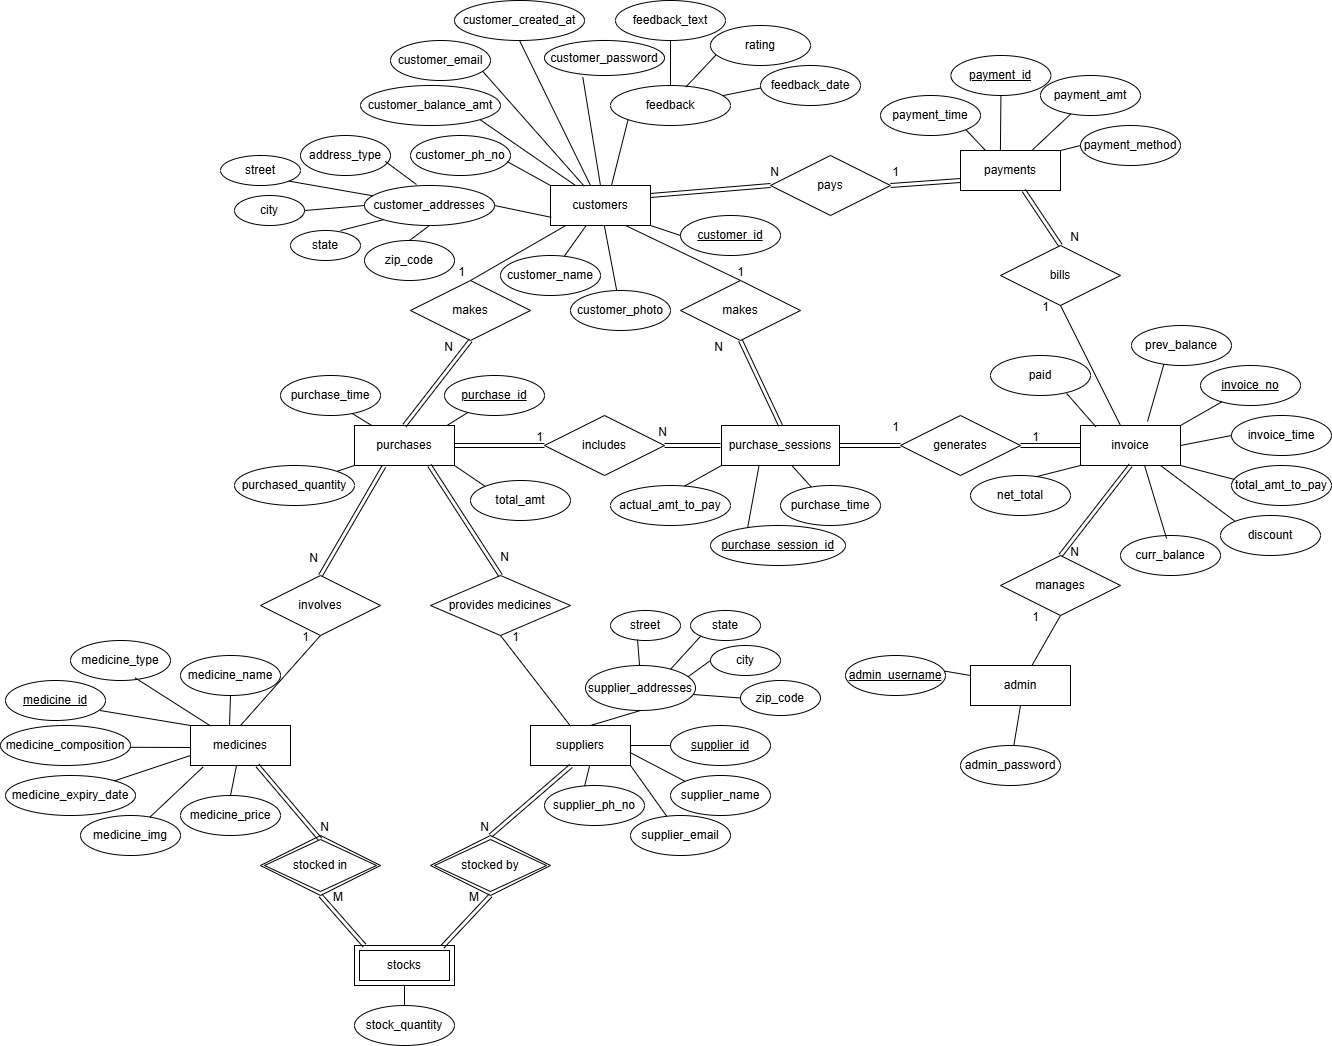 customer_created_at
feedback_text
rating
customer_email
customer_password
feedback_date
payment_id
payment_amt
customer_balance_amt
feedback
payment_time
payment_method
address_type
customer_ph_no
street
payments
N
pays
1
city
customer_addresses
customers
state
customer_id
N
zip_code
customer_name
bills
1
1
1
makes
customer_photo
makes
N
N
prev_balance
paid
invoice_no
purchase_time
purchase_id
invoice_time
purchases
1
includes
N
purchase_sessions
1
generates
1
invoice
purchased_quantity
total_amt
actual_amt_to_pay
purchase_time
net_total
total_amt_to_pay
purchase_session_id
discount
curr_balance
N
N
N
involves
provides medicines
manages
1
1
1
street
state
medicine_type
medicine_name
city
admin_username
admin
medicine_id
supplier_addresses
zip_code
medicine_composition
medicines
suppliers
supplier_id
admin_password
medicine_expiry_date
medicine_price
supplier_ph_no
supplier_name
medicine_img
supplier_email
N
N
stocked in
stocked by
M
M
stocks
stock_quantity